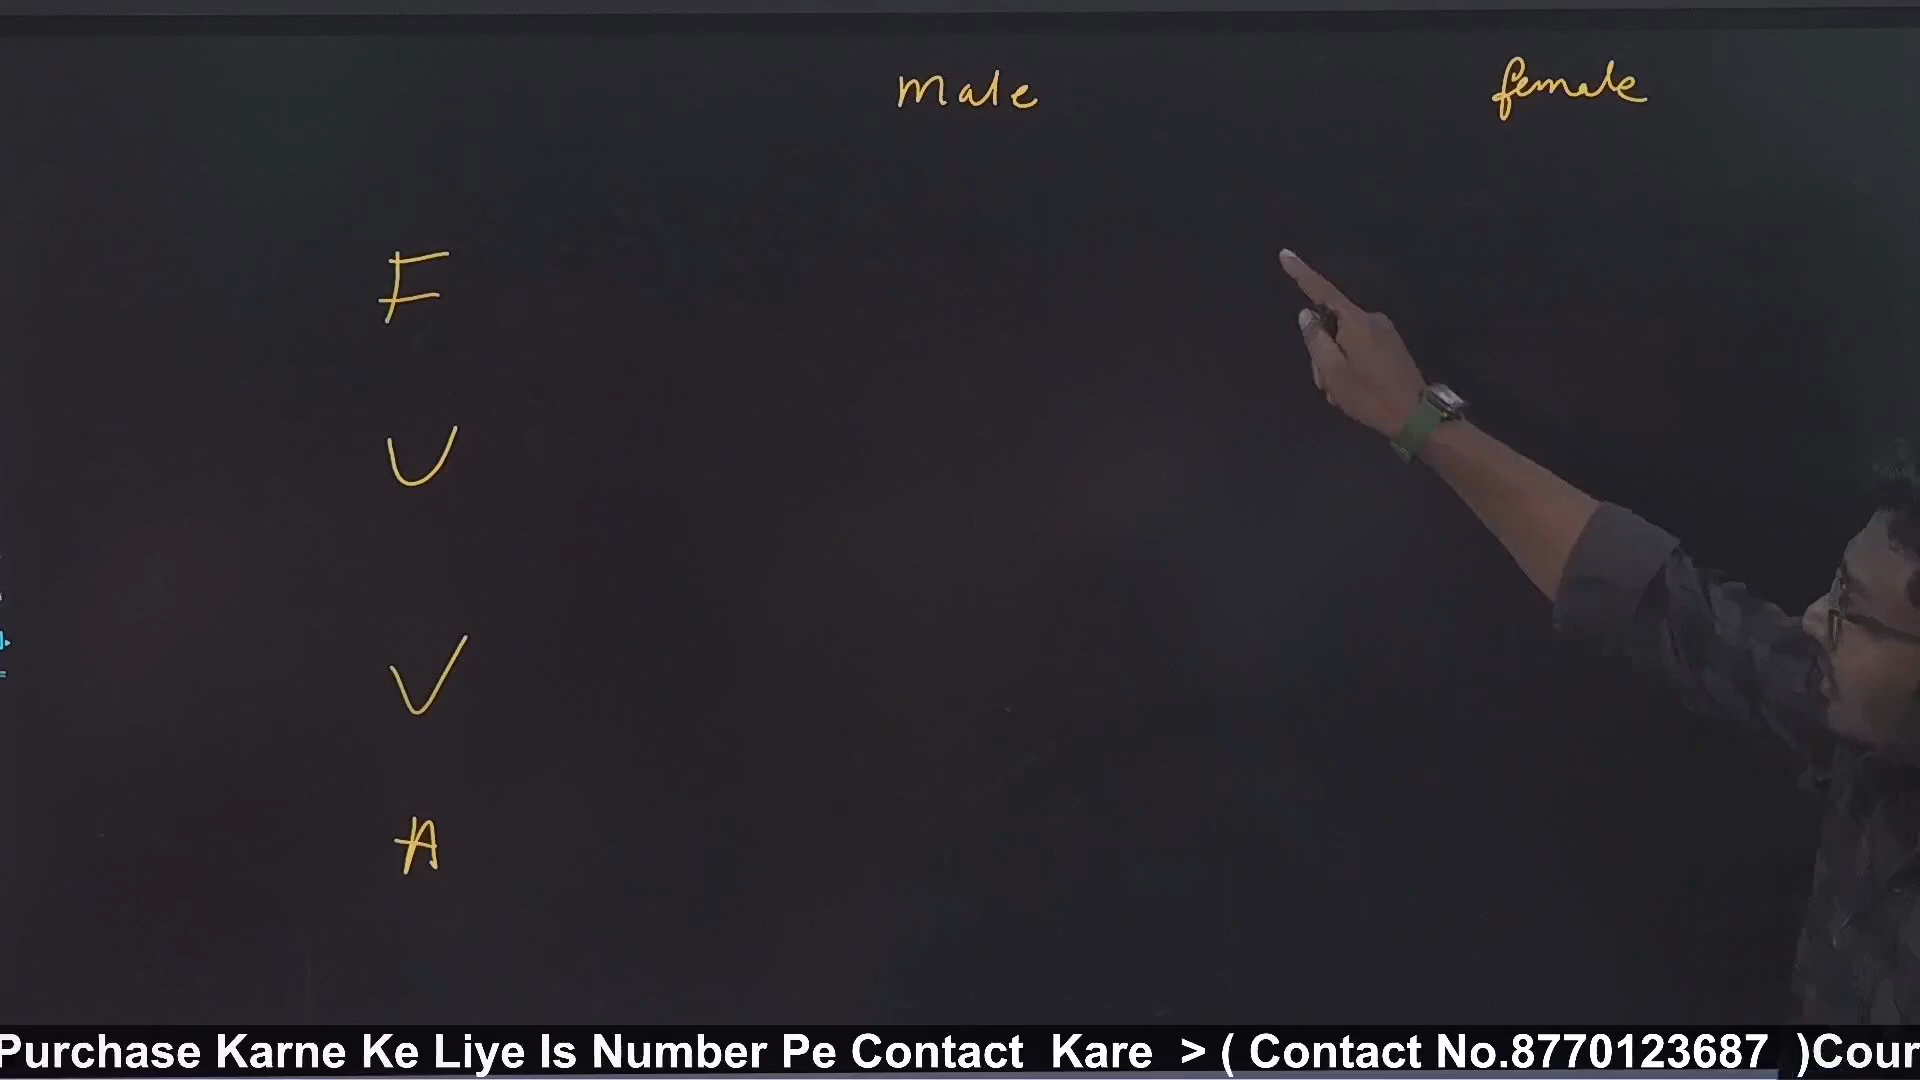 Male female
F
U
V
A
Purchase Karne Ke Liye Is Number Pe Contact Kare > ( Contact No.8770123687 )Cour